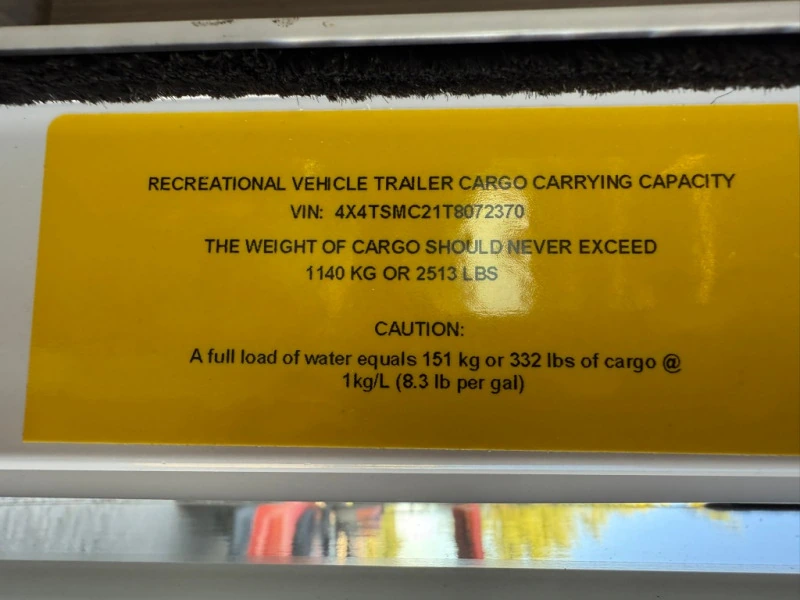 RECREATIONAL VEHICLE TRAILER CARGO CARRYING CAPACITY
VIN: 4X4TSMC21T8072370
THE WEIGHT OF CARGO SHOULD NEVER EXCEED
1140 KG OR 2513 LBS
CAUTION:
A full load of water equals 151 kg or 332 lbs of cargo @
1kg/L (8.3 lb per gal)